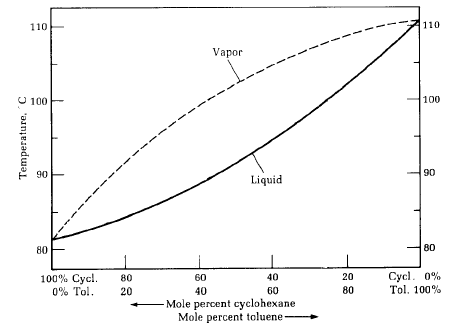 110
100
90
80
Temperature, °C
Vapor
Liquid
110
100
90
80
100% Cycl. 80 60 40 20 Cycl. 0%
0% Tol. 20 40 60 80 Tol. 100%
Mole percent cyclohexane
Mole percent toluene